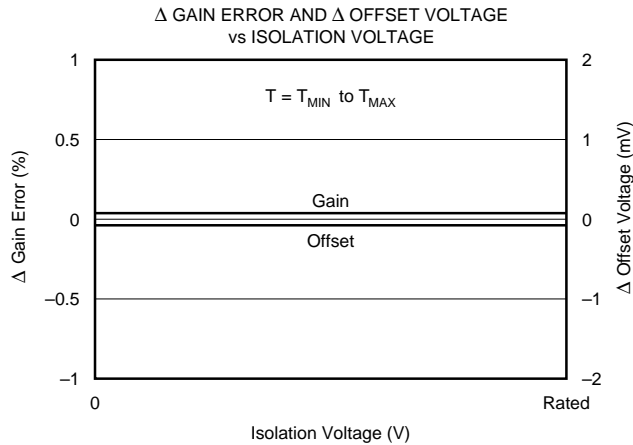 Δ GAIN ERROR AND Δ OFFSET VOLTAGE
vs ISOLATION VOLTAGE
1
2
T = TMIN to TMAX
0.5
1
Δ Gain Error (%)
Gain
0
0
Offset
Δ Offset Voltage (mV)
–0.5
–1
–1
–2
0
Rated
Isolation Voltage (V)